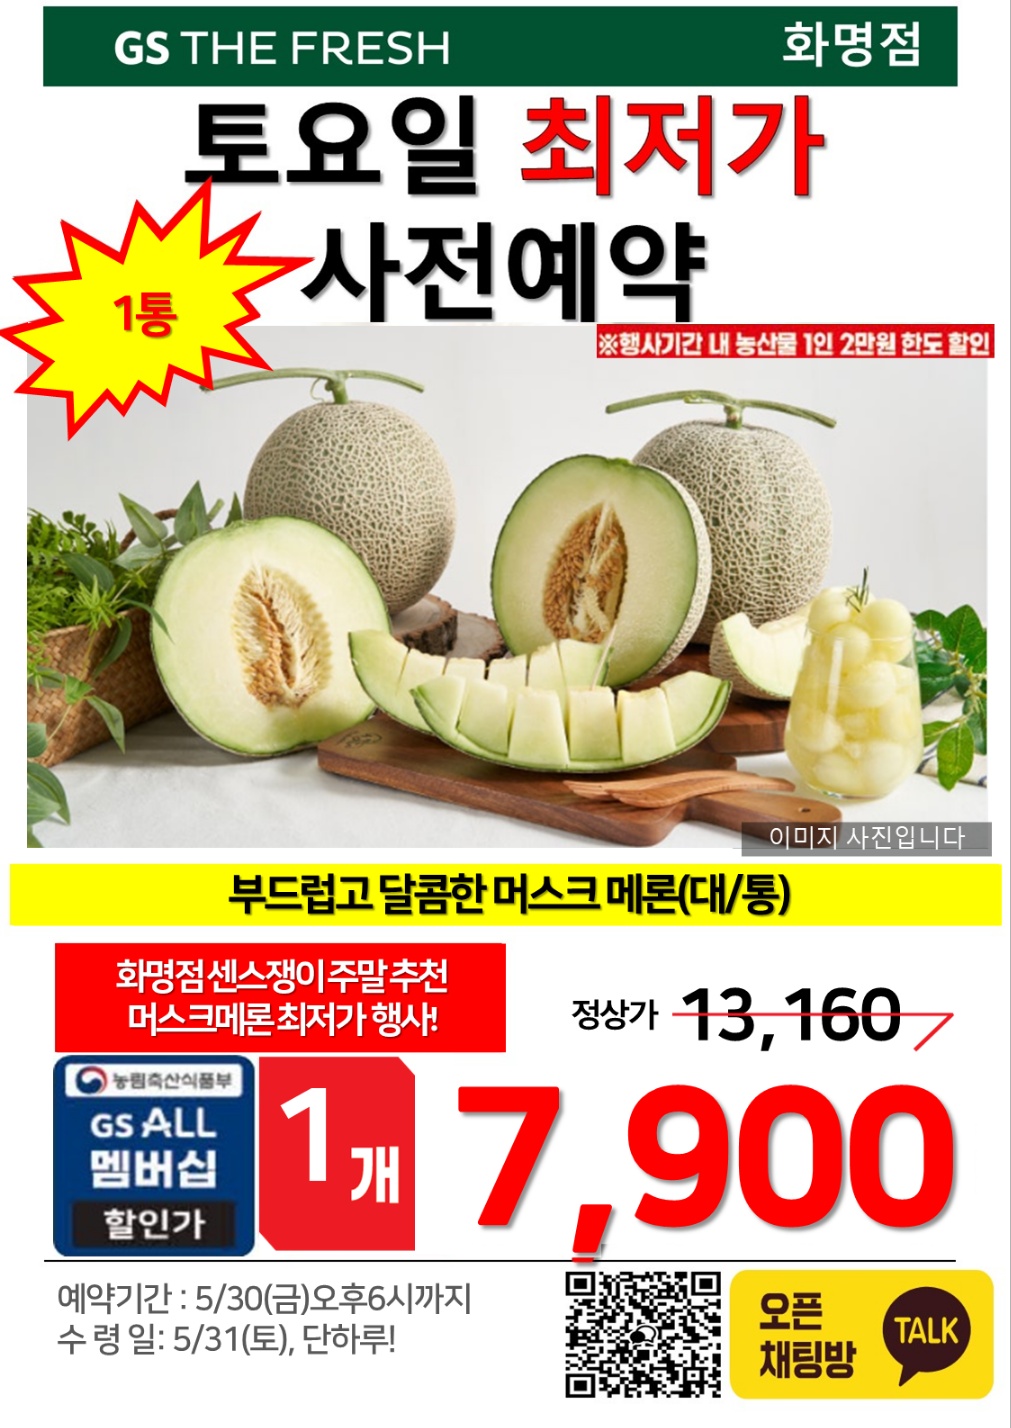 GS THE FRESH 화명점
토요일 최저가
사전예약
1통
※행사기간 내 농산물 1인 2만원 한도 할인
이미지 사진입니다
부드럽고 달콤한 머스크 메론(대/통)
화명점 센스쟁이 주말 추천
머스크메론 최저가 행사!
정상가 13,160
농림축산식품부
GS ALL
멤버십
할인가
1개
7,900
예약기간 : 5/30(금)오후6시까지
수 령 일: 5/31(토), 단하루!
오픈
채팅방
TALK